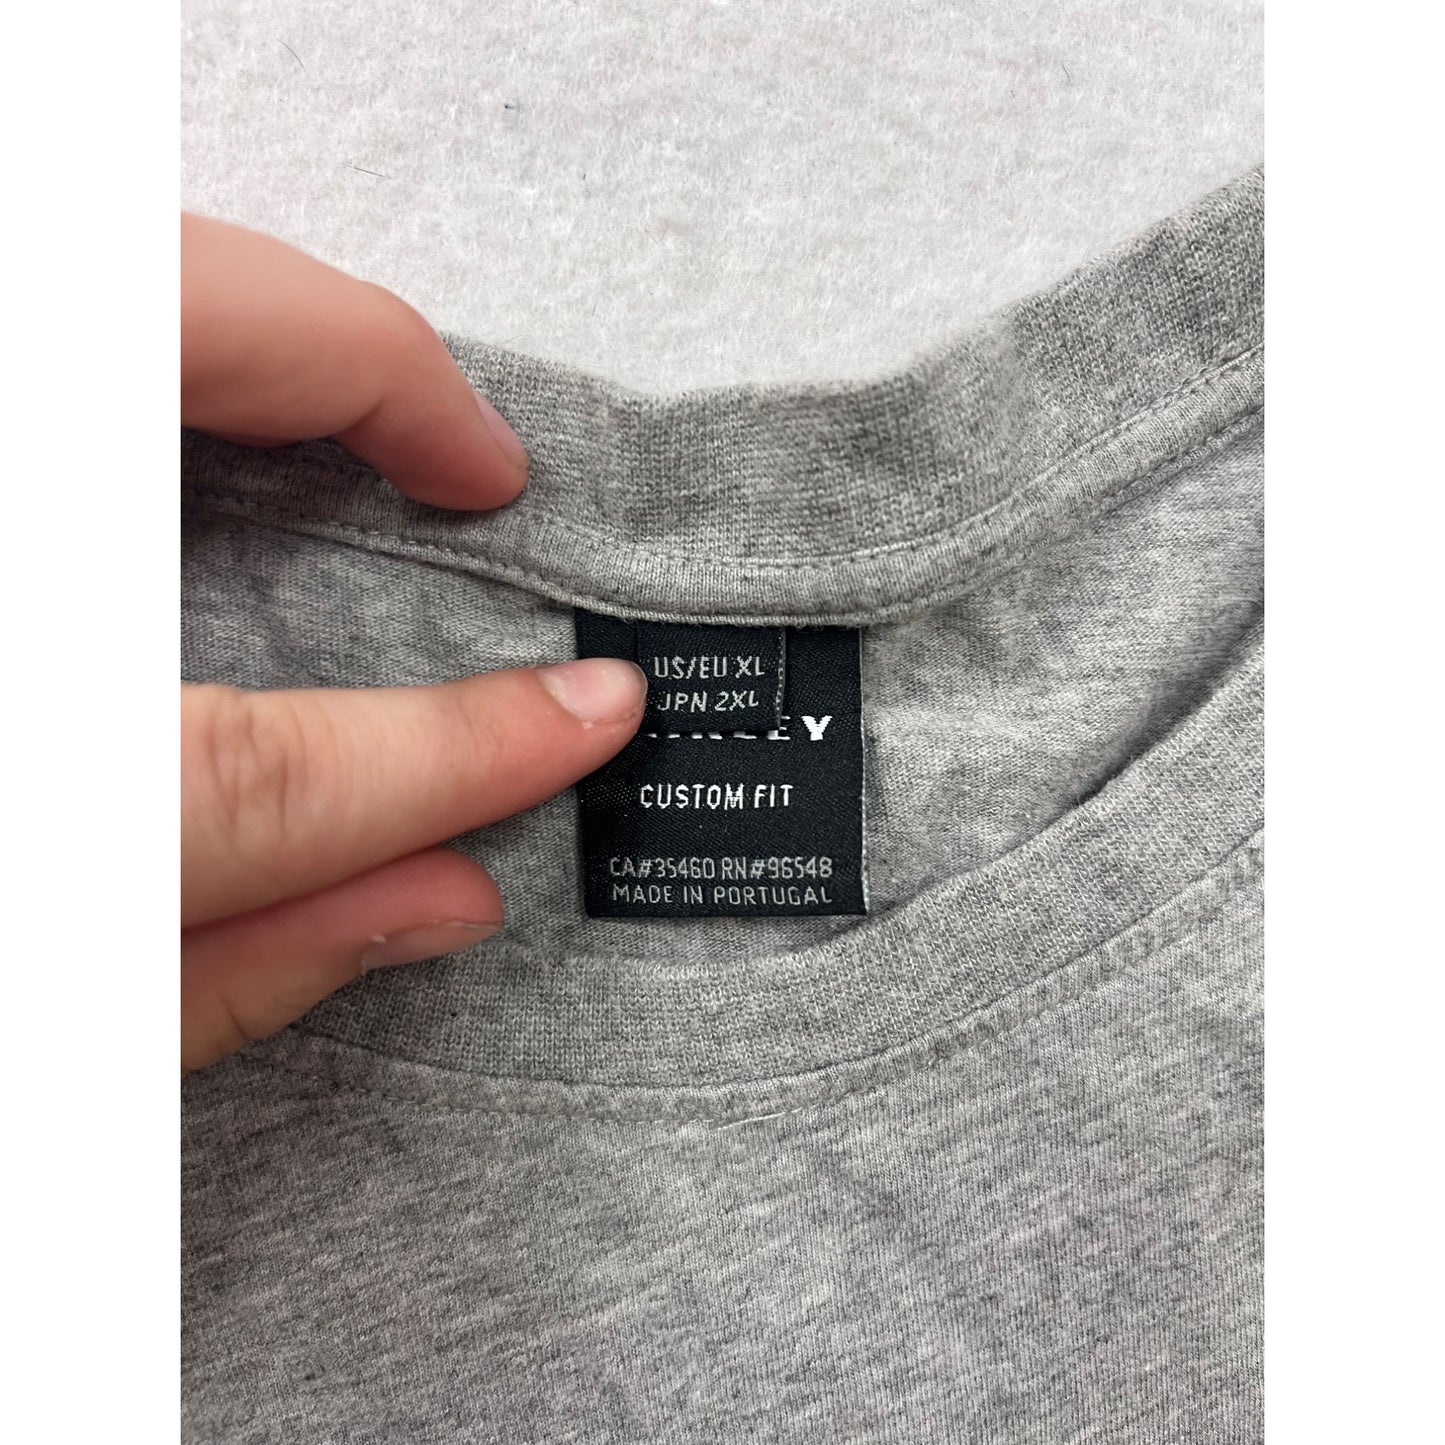 US/EU XL
JPN 2XL
CUSTOM FIT
CA#35460 RN#96548
MADE IN PORTUGAL